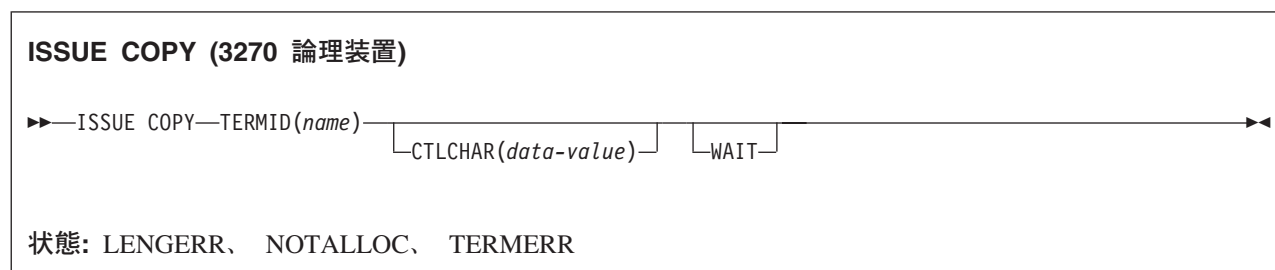 ISSUE COPY (3270 論理装置)
►►—ISSUE COPY—TERMID(name)—CTLCHAR(data-value)—WAIT—►◄
状態: LENGERR、 NOTALLOC、 TERMERR